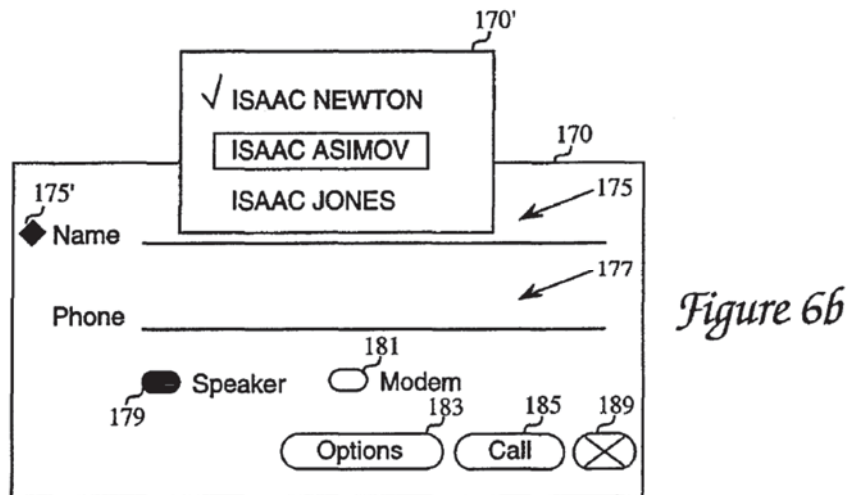 170'
✓ ISAAC NEWTON
ISAAC ASIMOV
170
ISAAC JONES
175'
175
Name
177
Phone
Figure 6b
181
Speaker
Modem
179
183
185
189
Options
Call